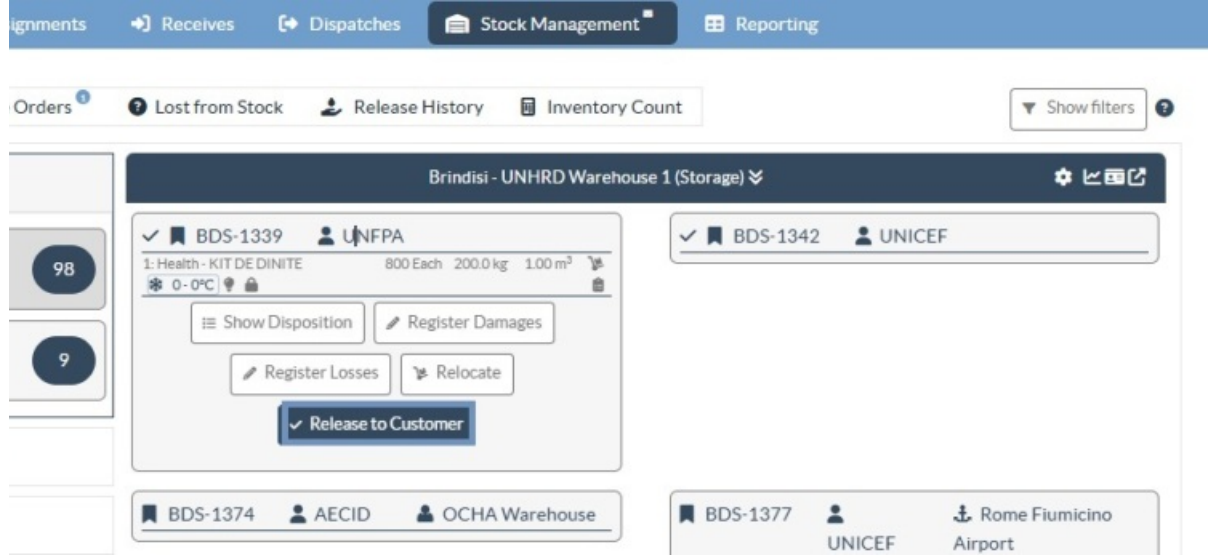 ignments Receives Dispatches Stock Management Reporting
Orders 1 Lost from Stock Release History Inventory Count Show filters ?
Brindisi - UNHRD Warehouse 1 (Storage)
98
9
BDS-1339 UNFPA
1: Health - KIT DE DINITE 800 Each 200.0 kg 1.00 m³
0 - 0°C
Show Disposition Register Damages
Register Losses Relocate
Release to Customer
BDS-1342 UNICEF
BDS-1374 AECID OCHA Warehouse
BDS-1377 UNICEF Rome Fiumicino
Airport